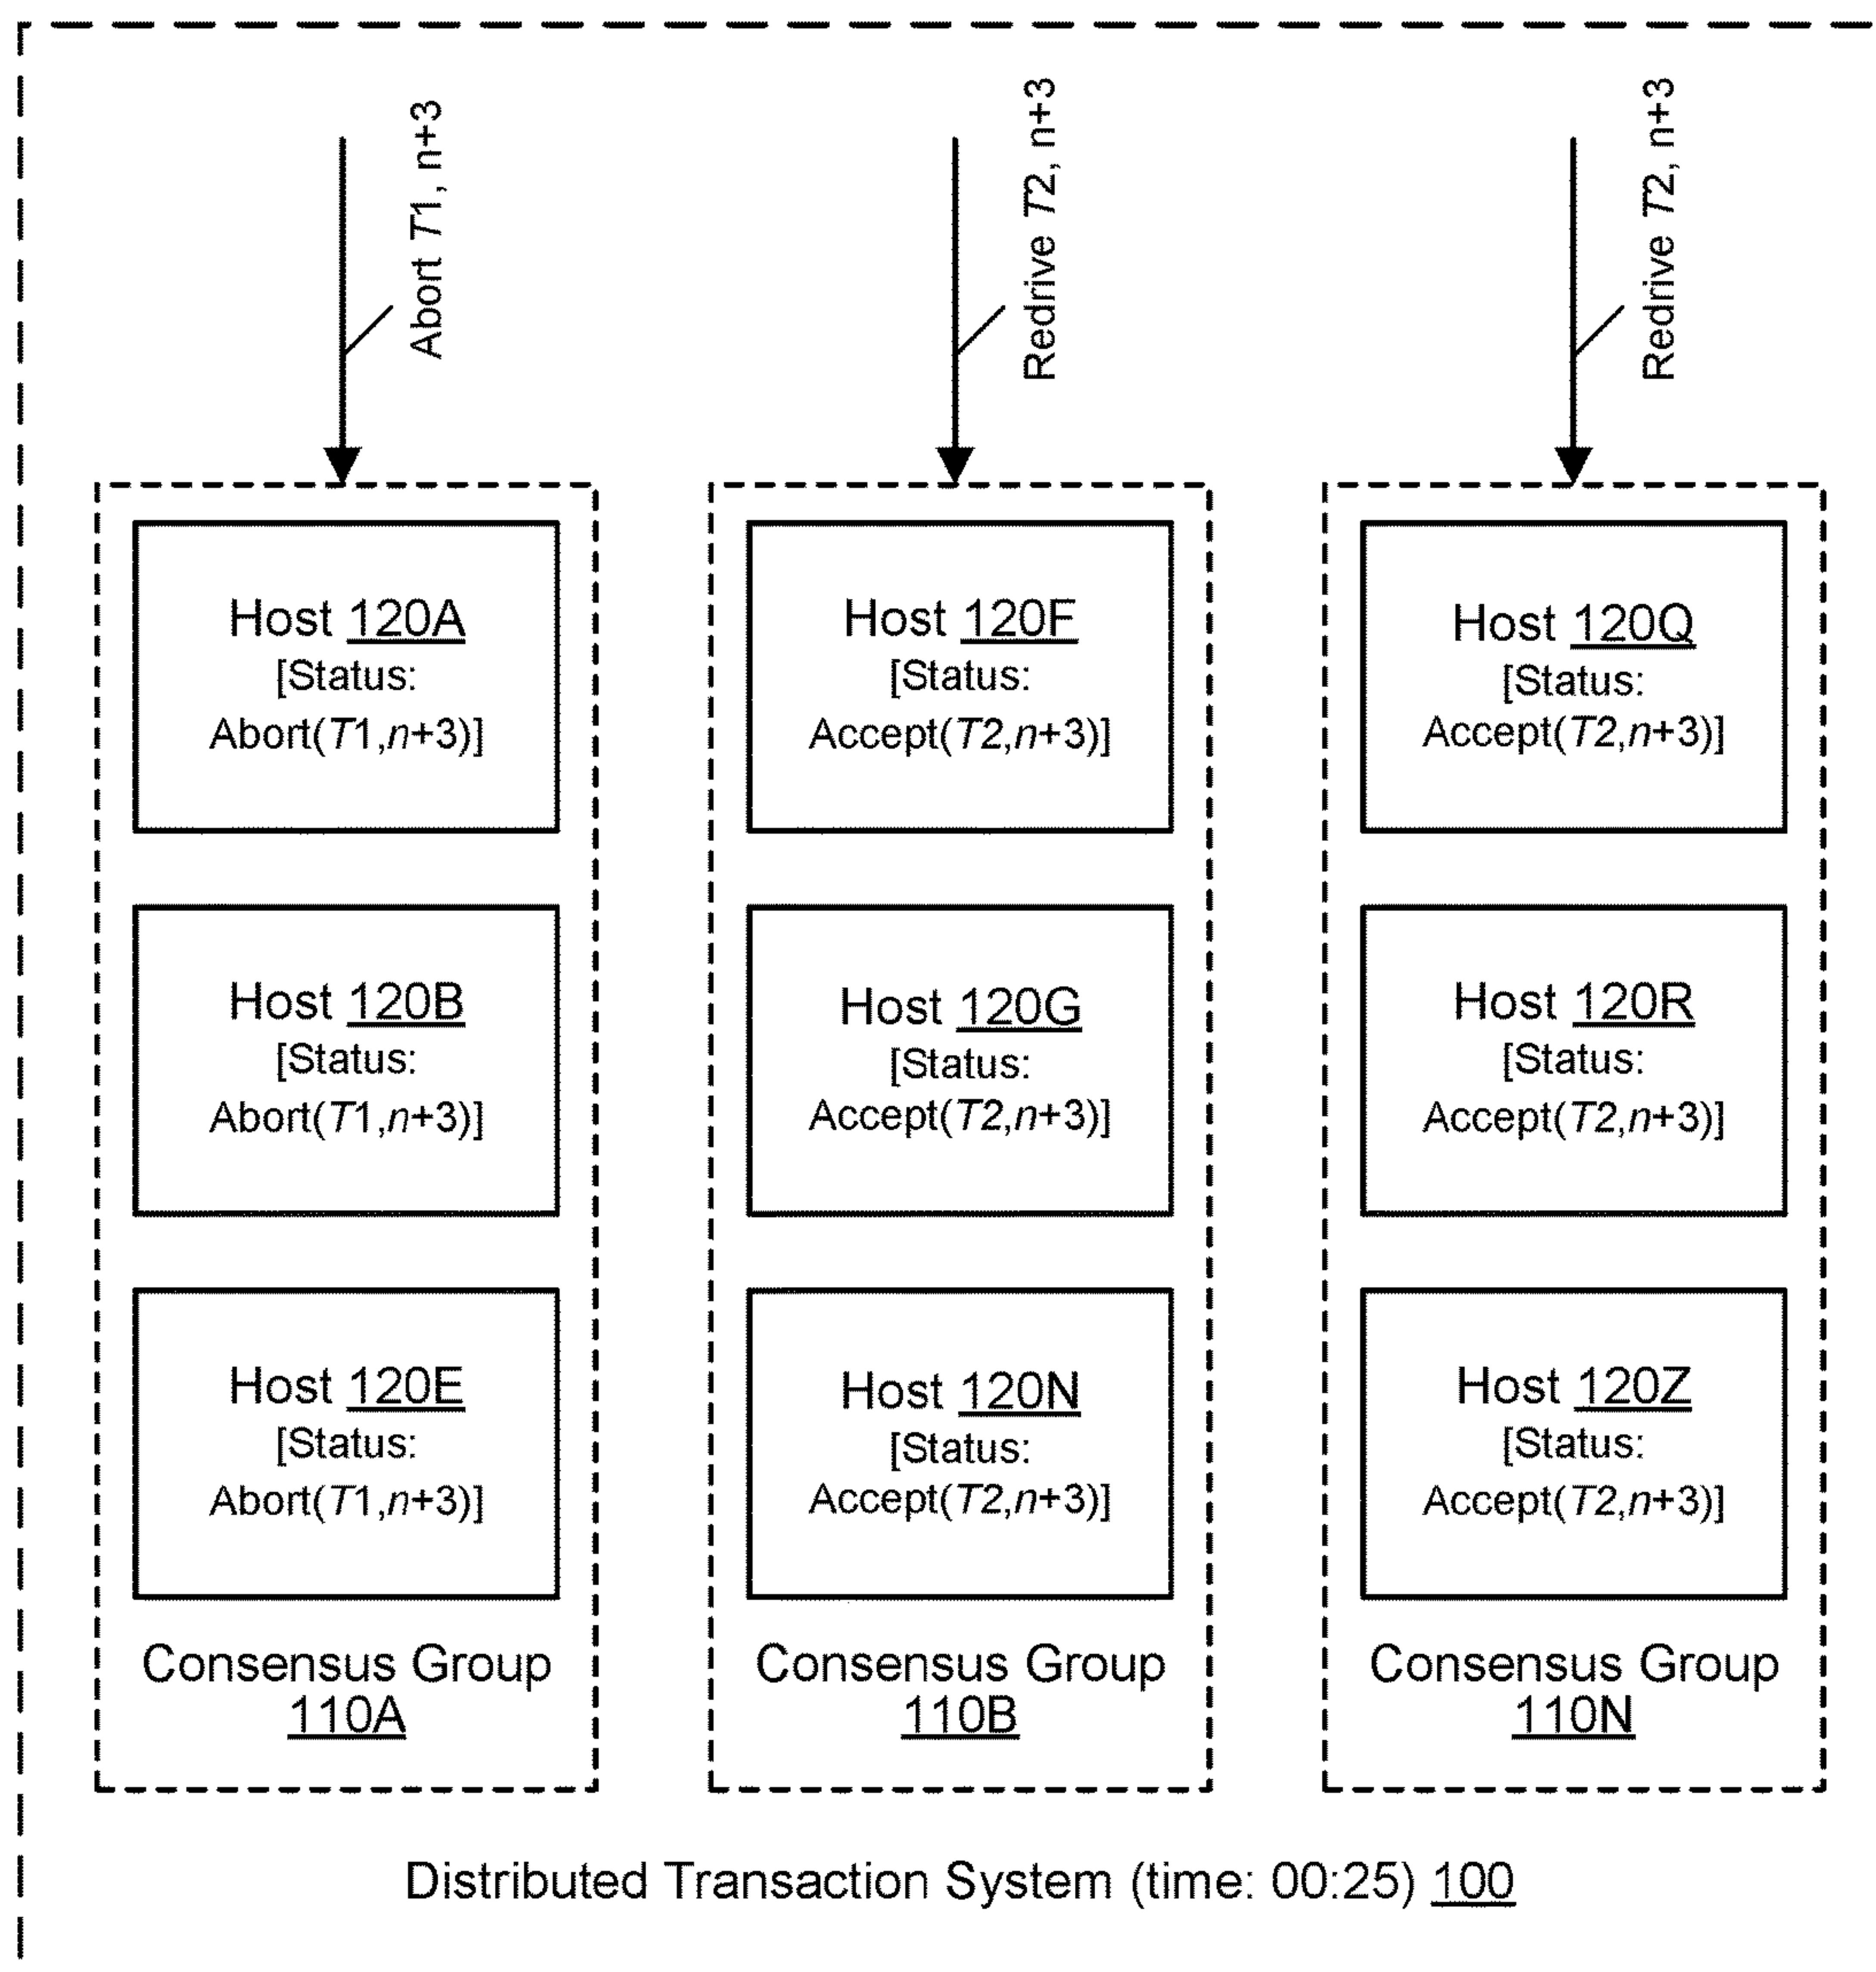 Abort T1, n+3
Redrive T2, n+3
Redrive T2, n+3
Host 120A
[Status:
Abort(T1,n+3)]
Host 120B
[Status:
Abort(T1,n+3)]
Host 120E
[Status:
Abort(T1,n+3)]
Consensus Group
110A
Host 120F
[Status:
Accept(T2,n+3)]
Host 120G
[Status:
Accept(T2,n+3)]
Host 120N
[Status:
Accept(T2,n+3)]
Consensus Group
110B
Host 120Q
[Status:
Accept(T2,n+3)]
Host 120R
[Status:
Accept(T2,n+3)]
Host 120Z
[Status:
Accept(T2,n+3)]
Consensus Group
110N
Distributed Transaction System (time: 00:25) 100